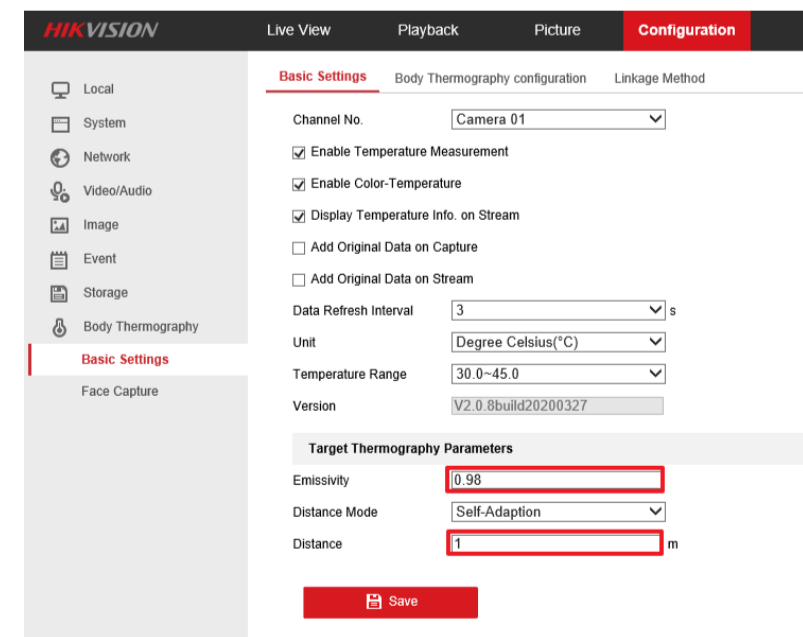 HIKVISION Live View Playback Picture Configuration
Local
System
Network
Video/Audio
Image
Event
Storage
Body Thermography
Basic Settings
Face Capture
Basic Settings Body Thermography configuration Linkage Method
Channel No. Camera 01
Enable Temperature Measurement
Enable Color-Temperature
Display Temperature Info. on Stream
Add Original Data on Capture
Add Original Data on Stream
Data Refresh Interval 3 s
Unit Degree Celsius(°C)
Temperature Range 30.0~45.0
Version V2.0.8build20200327
Target Thermography Parameters
Emissivity 0.98
Distance Mode Self-Adaption
Distance 1 m
Save